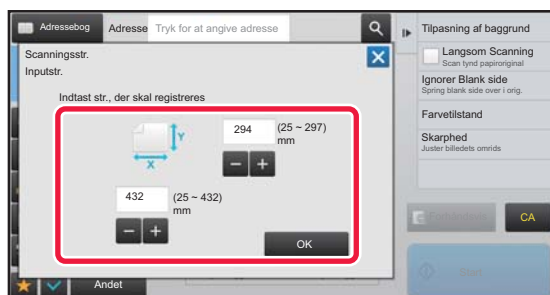 Adressebog
Adresse
Tryk for at angive adresse
Scanningsstr.
Inputstr.
Indtast str., der skal registreres
Y
X
294
(25 ~ 297)
mm
432
(25 ~ 432)
mm
OK
Andet
Tilpasning af baggrund
Langsom Scanning
Scan tynd papiroriginal
Ignorer Blank side
Spring blank side over i orig.
Farvetilstand
Skarphed
Juster billedets omrids
CA
Start